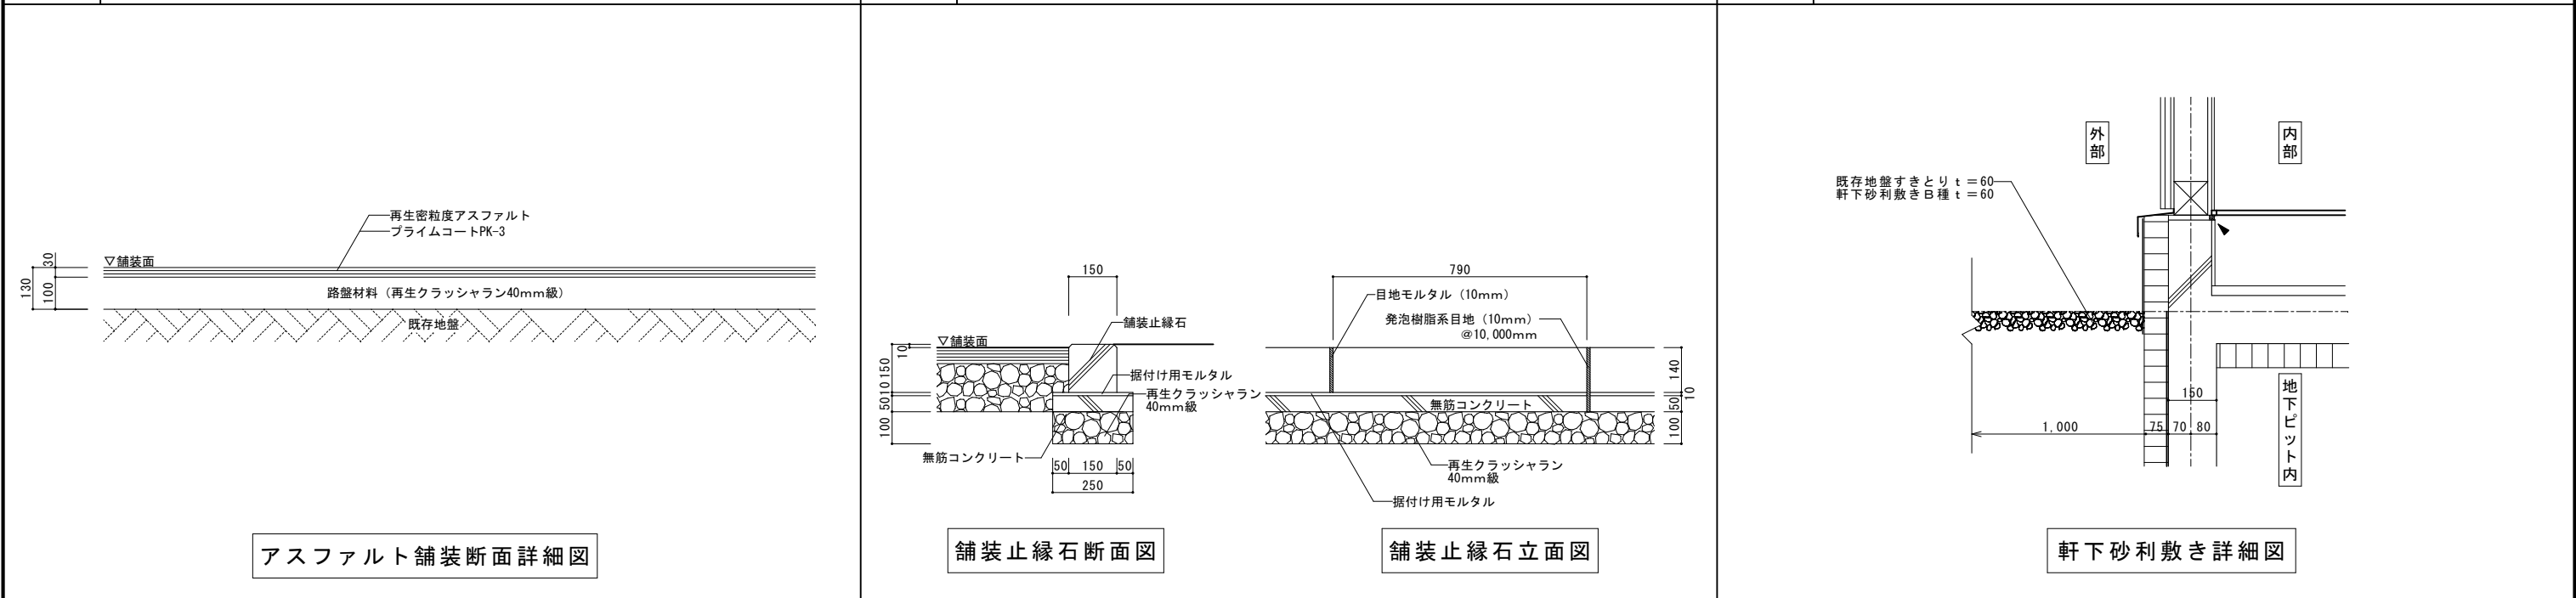 再生密粒度アスファルト
プライムコートPK-3
▽舗装面
30
100
130
路盤材料（再生クラッシャラン40mm級）
既存地盤
アスファルト舗装断面詳細図
150
舗装止縁石
▽舗装面
10
150
10
50
100
据付け用モルタル
再生クラッシャラン
40mm級
無筋コンクリート
50 150 50
250
舗装止縁石断面図
790
目地モルタル（10mm）
発泡樹脂系目地（10mm）
@10,000mm
140
10
50
100
無筋コンクリート
再生クラッシャラン
40mm級
据付け用モルタル
舗装止縁石立面図
外部
内部
既存地盤すきとりｔ＝60
軒下砂利敷きＢ種ｔ＝60
150
1,000 75 70 80
地下ピット内
軒下砂利敷き詳細図